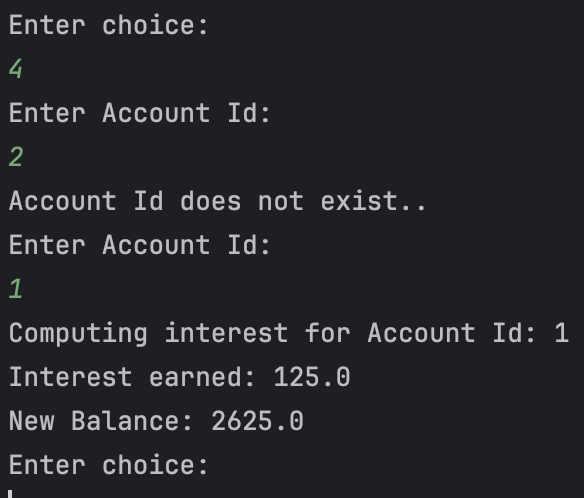 Enter choice:
4
Enter Account Id:
2
Account Id does not exist..
Enter Account Id:
1
Computing interest for Account Id: 1
Interest earned: 125.0
New Balance: 2625.0
Enter choice: